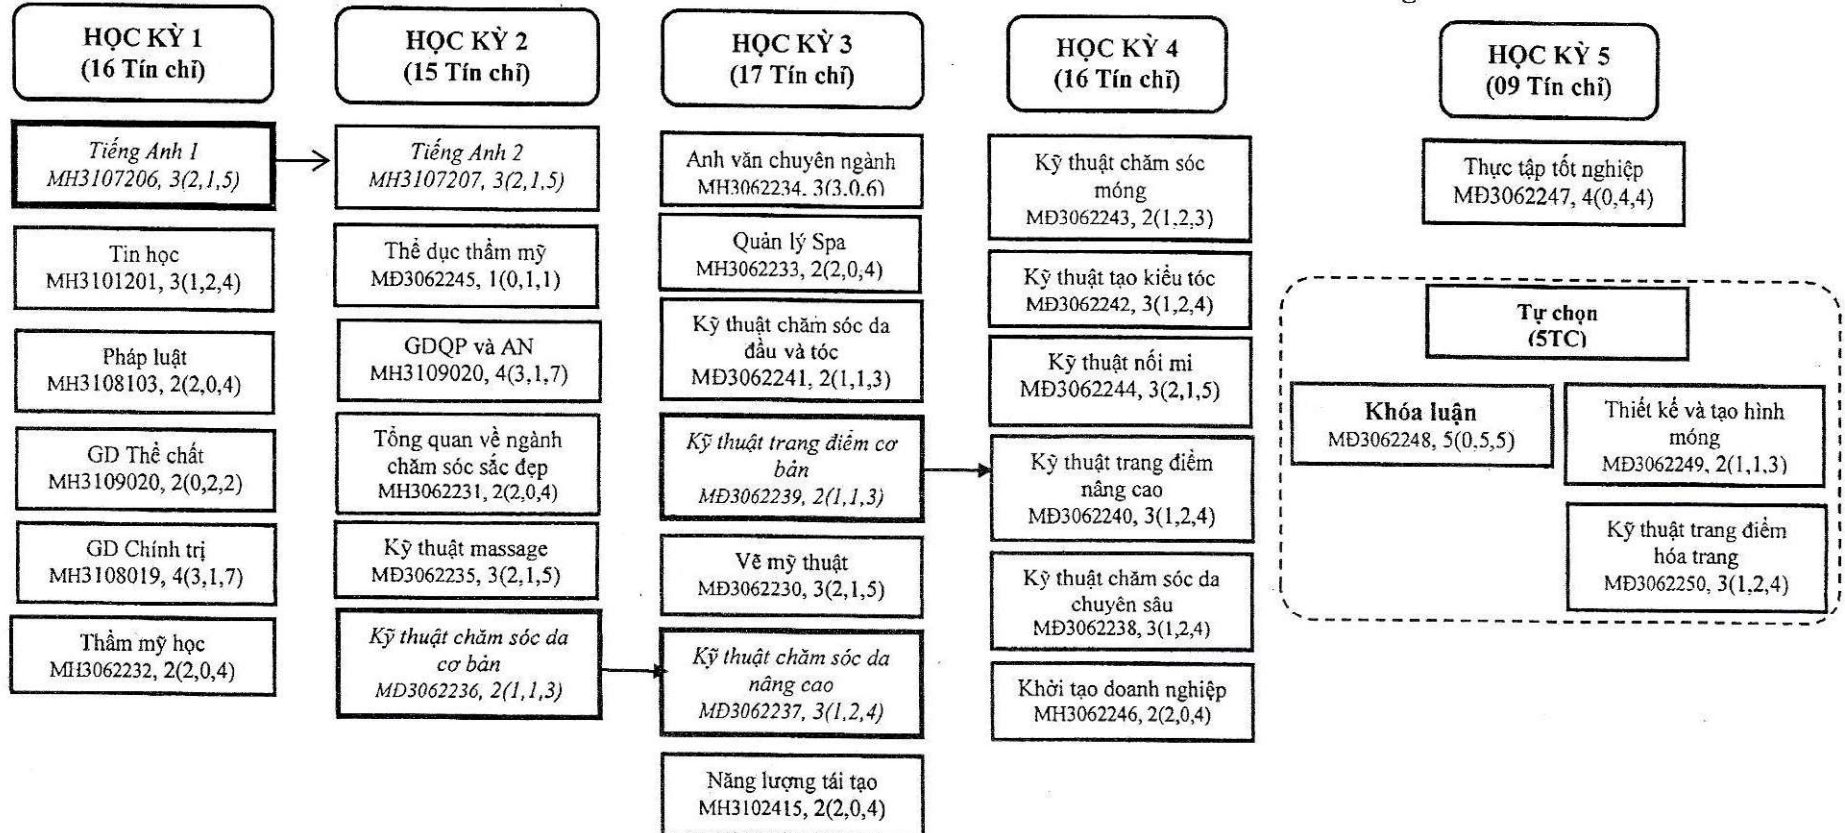 HỌC KỲ 1
(16 Tín chỉ)
Tiếng Anh 1
MH3107206, 3(2,1,5)
Tin học
MH3101201, 3(1,2,4)
Pháp luật
MH3108103, 2(2,0,4)
GD Thể chất
MH3109020, 2(0,2,2)
GD Chính trị
MH3108019, 4(3,1,7)
Thẩm mỹ học
MH3062232, 2(2,0,4)
HỌC KỲ 2
(15 Tín chỉ)
Tiếng Anh 2
MH3107207, 3(2,1,5)
Thể dục thẩm mỹ
MĐ3062245, 1(0,1,1)
GDQP và AN
MH3109020, 4(3,1,7)
Tổng quan về ngành
chăm sóc sắc đẹp
MH3062231, 2(2,0,4)
Kỹ thuật massage
MĐ3062235, 3(2,1,5)
Kỹ thuật chăm sóc da
cơ bản
MĐ3062236, 2(1,1,3)
HỌC KỲ 3
(17 Tín chỉ)
Anh văn chuyên ngành
MH3062234, 3(3,0,6)
Quản lý Spa
MH3062233, 2(2,0,4)
Kỹ thuật chăm sóc da
đầu và tóc
MĐ3062241, 2(1,1,3)
Kỹ thuật trang điểm cơ
bản
MĐ3062239, 2(1,1,3)
Vẽ mỹ thuật
MĐ3062230, 3(2,1,5)
Kỹ thuật chăm sóc da
nâng cao
MĐ3062237, 3(1,2,4)
Năng lượng tái tạo
MH3102415, 2(2,0,4)
HỌC KỲ 4
(16 Tín chỉ)
Kỹ thuật chăm sóc
móng
MĐ3062243, 2(1,2,3)
Kỹ thuật tạo kiểu tóc
MĐ3062242, 3(1,2,4)
Kỹ thuật nối mi
MĐ3062244, 3(2,1,5)
Kỹ thuật trang điểm
nâng cao
MĐ3062240, 3(1,2,4)
Kỹ thuật chăm sóc da
chuyên sâu
MĐ3062238, 3(1,2,4)
Khởi tạo doanh nghiệp
MH3062246, 2(2,0,4)
HỌC KỲ 5
(09 Tín chỉ)
Thực tập tốt nghiệp
MĐ3062247, 4(0,4,4)
Tự chọn
(5TC)
Khóa luận
MĐ3062248, 5(0,5,5)
Thiết kế và tạo hình
móng
MĐ3062249, 2(1,1,3)
Kỹ thuật trang điểm
hóa trang
MĐ3062250, 3(1,2,4)